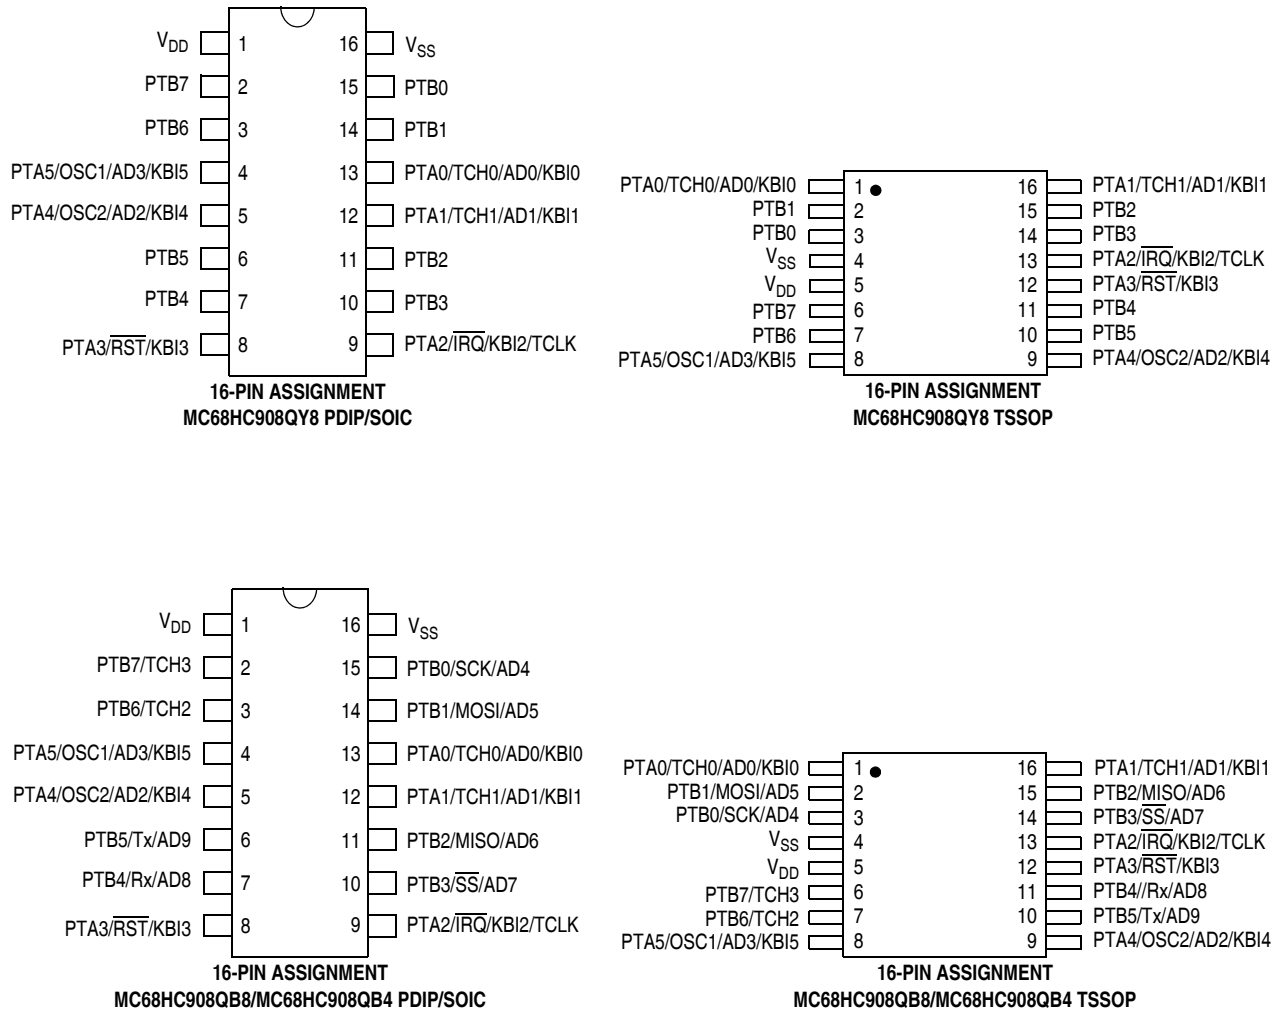 VDD 1 16 VSS
PTB7 2 15 PTB0
PTB6 3 14 PTB1
PTA5/OSC1/AD3/KBI5 4 13 PTA0/TCH0/AD0/KBI0
PTA4/OSC2/AD2/KBI4 5 12 PTA1/TCH1/AD1/KBI1
PTB5 6 11 PTB2
PTB4 7 10 PTB3
PTA3/RST/KBI3 8 9 PTA2/IRQ/KBI2/TCLK
16-PIN ASSIGNMENT
MC68HC908QY8 PDIP/SOIC
PTA0/TCH0/AD0/KBI0 1 16 PTA1/TCH1/AD1/KBI1
PTB1 2 15 PTB2
PTB0 3 14 PTB3
VSS 4 13 PTA2/IRQ/KBI2/TCLK
VDD 5 12 PTA3/RST/KBI3
PTB7 6 11 PTB4
PTB6 7 10 PTB5
PTA5/OSC1/AD3/KBI5 8 9 PTA4/OSC2/AD2/KBI4
16-PIN ASSIGNMENT
MC68HC908QY8 TSSOP
VDD 1 16 VSS
PTB7/TCH3 2 15 PTB0/SCK/AD4
PTB6/TCH2 3 14 PTB1/MOSI/AD5
PTA5/OSC1/AD3/KBI5 4 13 PTA0/TCH0/AD0/KBI0
PTA4/OSC2/AD2/KBI4 5 12 PTA1/TCH1/AD1/KBI1
PTB5/Tx/AD9 6 11 PTB2/MISO/AD6
PTB4/Rx/AD8 7 10 PTB3/SS/AD7
PTA3/RST/KBI3 8 9 PTA2/IRQ/KBI2/TCLK
16-PIN ASSIGNMENT
MC68HC908QB8/MC68HC908QB4 PDIP/SOIC
PTA0/TCH0/AD0/KBI0 1 16 PTA1/TCH1/AD1/KBI1
PTB1/MOSI/AD5 2 15 PTB2/MISO/AD6
PTB0/SCK/AD4 3 14 PTB3/SS/AD7
VSS 4 13 PTA2/IRQ/KBI2/TCLK
VDD 5 12 PTA3/RST/KBI3
PTB7/TCH3 6 11 PTB4//Rx/AD8
PTB6/TCH2 7 10 PTB5/Tx/AD9
PTA5/OSC1/AD3/KBI5 8 9 PTA4/OSC2/AD2/KBI4
16-PIN ASSIGNMENT
MC68HC908QB8/MC68HC908QB4 TSSOP